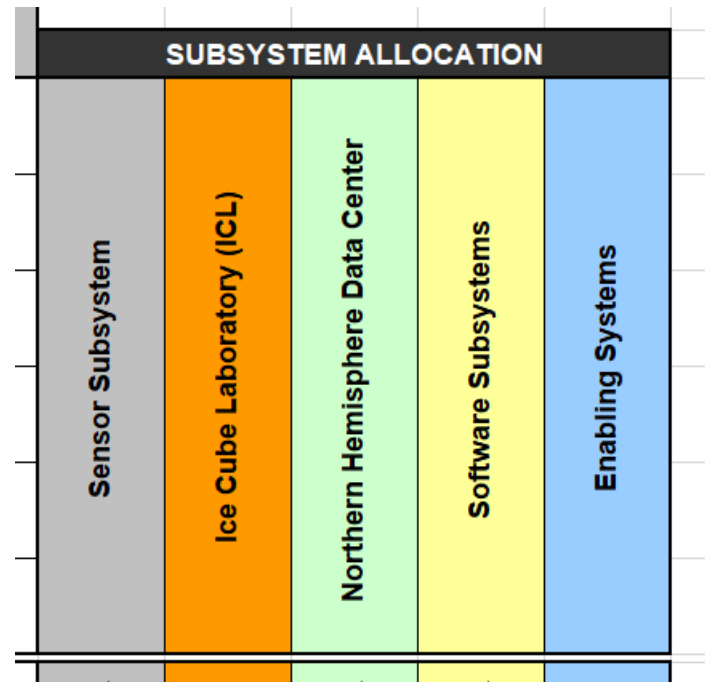 SUBSYSTEM ALLOCATION
Sensor Subsystem
Ice Cube Laboratory (ICL)
Northern Hemisphere Data Center
Software Subsystems
Enabling Systems